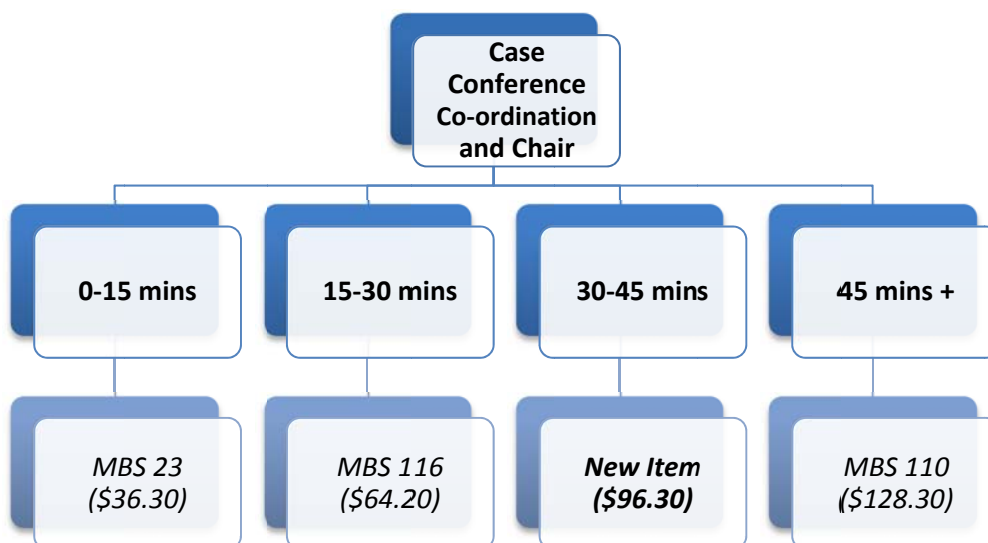 Case
Conference
Co-ordination
and Chair
0-15 mins
15-30 mins
30-45 mins
45 mins +
MBS 23
($36.30)
MBS 116
($64.20)
New Item
($96.30)
MBS 110
($128.30)